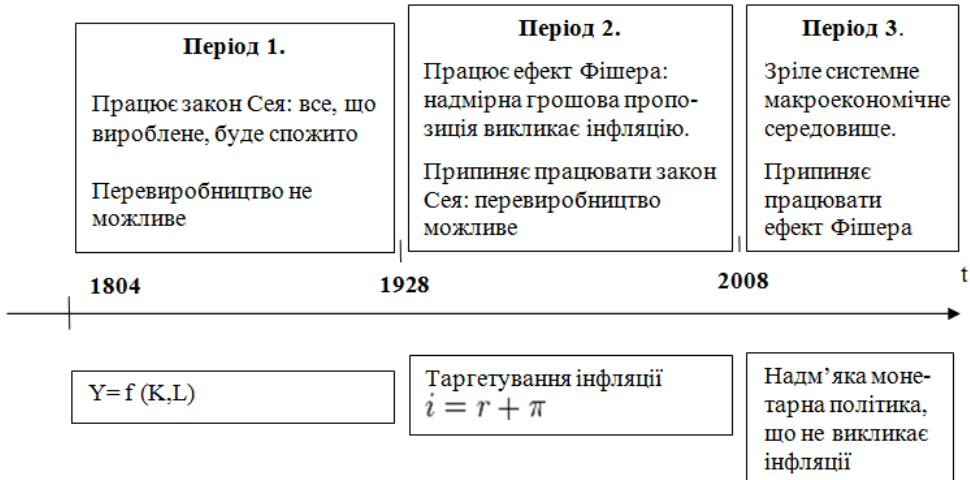 Період 1.
Працює закон Сея: все, що
вироблене, буде спожито
Перевиробництво не
можливе
Період 2.
Працює ефект Фішера:
надмірна грошова пропо-
зиція викликає інфляцію.
Припиняє працювати закон
Сея: перевиробництво
можливе
Період 3.
Зріле системне
макроекономічне
середовище.
Припиняє
працювати
ефект Фішера
1804
1928
2008
t
Y= f (K,L)
Таргетування інфляції
i = r + π
Надм’яка моне-
тарна політика,
що не викликає
інфляції